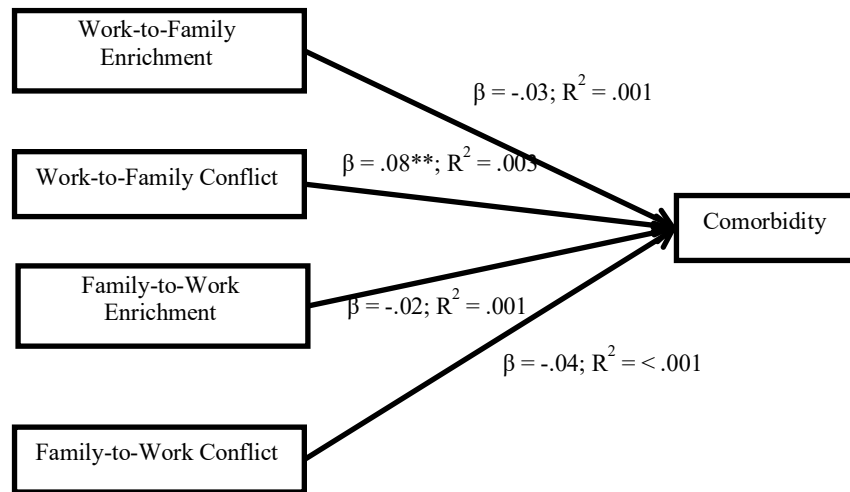 Work-to-Family
Enrichment
β = -.03; R² = .001
Work-to-Family Conflict
β = .08**; R² = .003
Comorbidity
Family-to-Work
Enrichment
β = -.02; R² = .001
β = -.04; R² = < .001
Family-to-Work Conflict